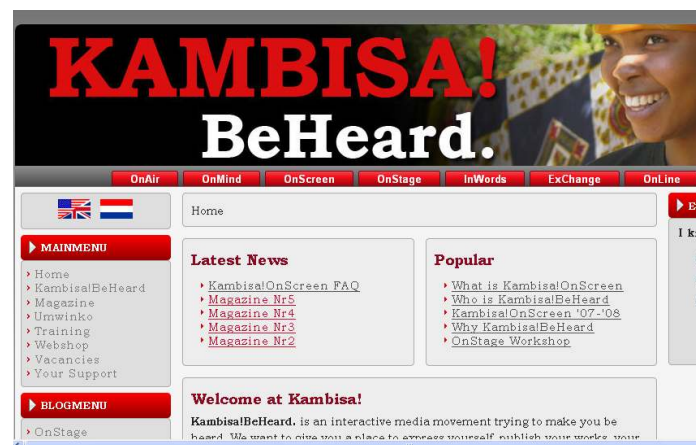 KAMBISA!
BeHeard.
OnAir OnMind OnScreen OnStage InWords ExChange OnLine
Home
MAINMENU
Home
Kambisa!BeHeard
Magazine
Umwinko
Training
Webshop
Vacancies
Your Support
BLOGMENU
OnStage
Latest News
Kambisa!OnScreen FAQ
Magazine Nr5
Magazine Nr4
Magazine Nr3
Magazine Nr2
Popular
What is Kambisa!OnScreen
Who is Kambisa!BeHeard
Kambisa!OnScreen '07-'08
Why Kambisa!BeHeard
OnStage Workshop
Welcome at Kambisa!
Kambisa!BeHeard. is an interactive media movement trying to make you be
heard. We want to give you a place to express yourself, publish your works, your
E
I k